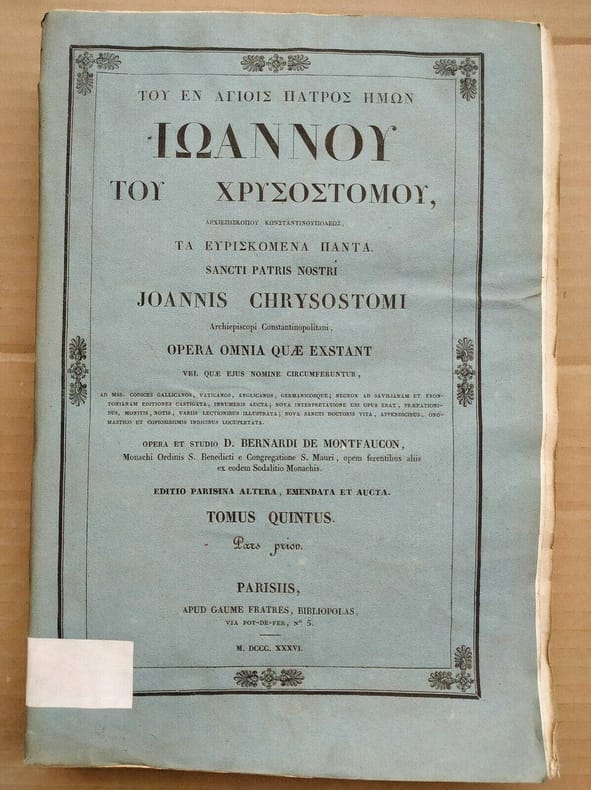 ΤΟΥ ΕΝ ΑΓΙΟΙΣ ΠΑΤΡΟΣ ΗΜΩΝ
ΙΩΑΝΝΟΥ
ΤΟΥ ΧΡΥΣΟΣΤΟΜΟΥ,
ΑΡΧΙΕΠΙΣΚΟΠΟΥ ΚΩΝΣΤΑΝΤΙΝΟΥΠΟΛΕΩΣ,
ΤΑ ΕΥΡΙΣΚΟΜΕΝΑ ΠΑΝΤΑ.
SANCTI PATRIS NOSTRI
JOANNIS CHRYSOSTOMI
Archiepiscopi Constantinopolitani,
OPERA OMNIA QUÆ EXSTANT
VEL QUÆ EJUS NOMINE CIRCUMFERUNTUR,
AD MSS. CODICES GALLICANOS, VATICANOS, ANGLICANOS, GERMANICOSQUE; NECNON AD SAVILIANAM ET FRON-
TONIANAM EDITIONES CASTIGATA; INNUMERIS AUCTA; NOVA INTERPRETATIONE UBI OPUS ERAT, PRÆFATIONI-
BUS, MONITIS, NOTIS, VARIIS LECTIONIBUS ILLUSTRATA; NOVA SANCTI DOCTORIS VITA, APPENDICIBUS, ONO-
MASTICO ET COPIOSISSIMIS INDICIBUS LOCUPLETATA.
OPERA ET STUDIO D. BERNARDI DE MONTFAUCON,
Monachi Ordinis S. Benedicti e Congregatione S. Mauri, opem ferentibus aliis
ex eodem Sodalitio Monachis.
EDITIO PARISINA ALTERA, EMENDATA ET AUCTA.
TOMUS QUINTUS.
Pars prior.
PARISIIS,
APUD GAUME FRATRES, BIBLIOPOLAS,
VIA POT-DE-FER, Nº 5.
M. DCCC. XXXVI.